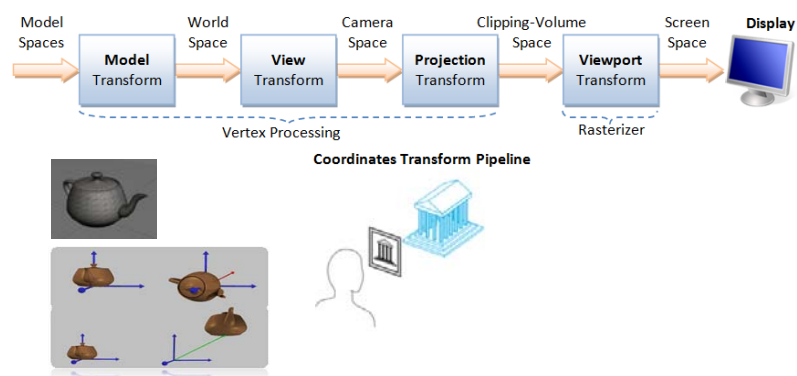 Model
Spaces
World
Space
Camera
Space
Clipping-Volume
Space
Screen
Space
Display
Model
Transform
View
Transform
Projection
Transform
Viewport
Transform
Vertex Processing
Rasterizer
Coordinates Transform Pipeline